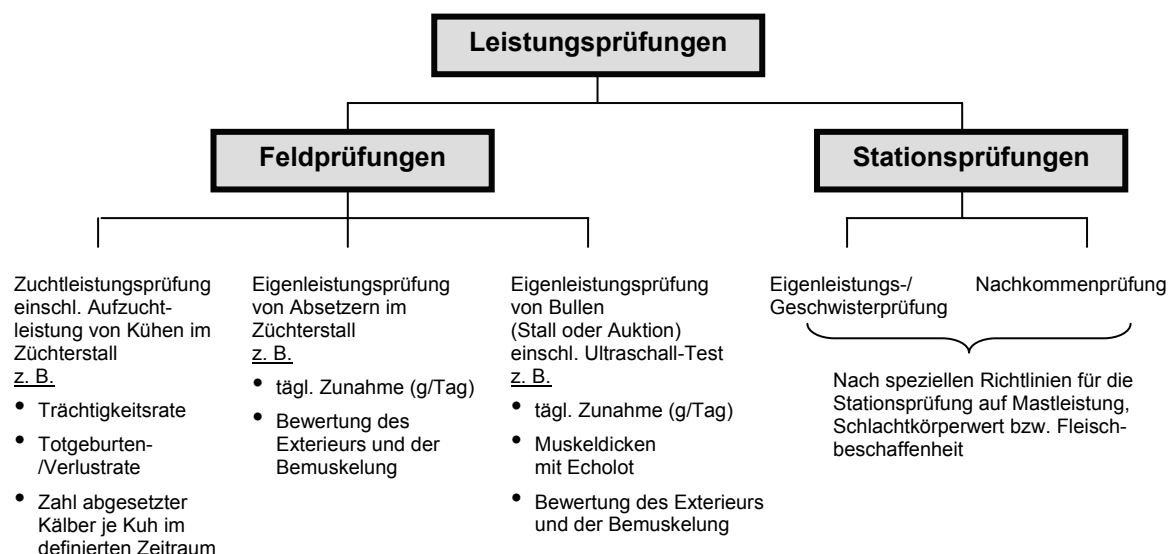 Leistungsprüfungen
Feldprüfungen
Stationsprüfungen
Zuchtleistungsprüfung
einschl. Aufzucht-
leistung von Kühen im
Züchterstall
z. B.
• Trächtigkeitsrate
• Totgeburten-
-/Verlustrate
• Zahl abgesetzter
Kälber je Kuh im
definierten Zeitraum
Eigenleistungsprüfung
von Absetzern im
Züchterstall
z. B.
• tägl. Zunahme (g/Tag)
• Bewertung des
Exterieurs und der
Bemuskelung
Eigenleistungsprüfung
von Bullen
(Stall oder Auktion)
einschl. Ultraschall-Test
z. B.
• tägl. Zunahme (g/Tag)
• Muskeldicken
mit Echolot
• Bewertung des Exterieurs
und der Bemuskelung
Eigenleistungs-/
Geschwisterprüfung
Nachkommenprüfung
Nach speziellen Richtlinien für die
Stationsprüfung auf Mastleistung,
Schlachtkörperwert bzw. Fleisch-
beschaffenheit